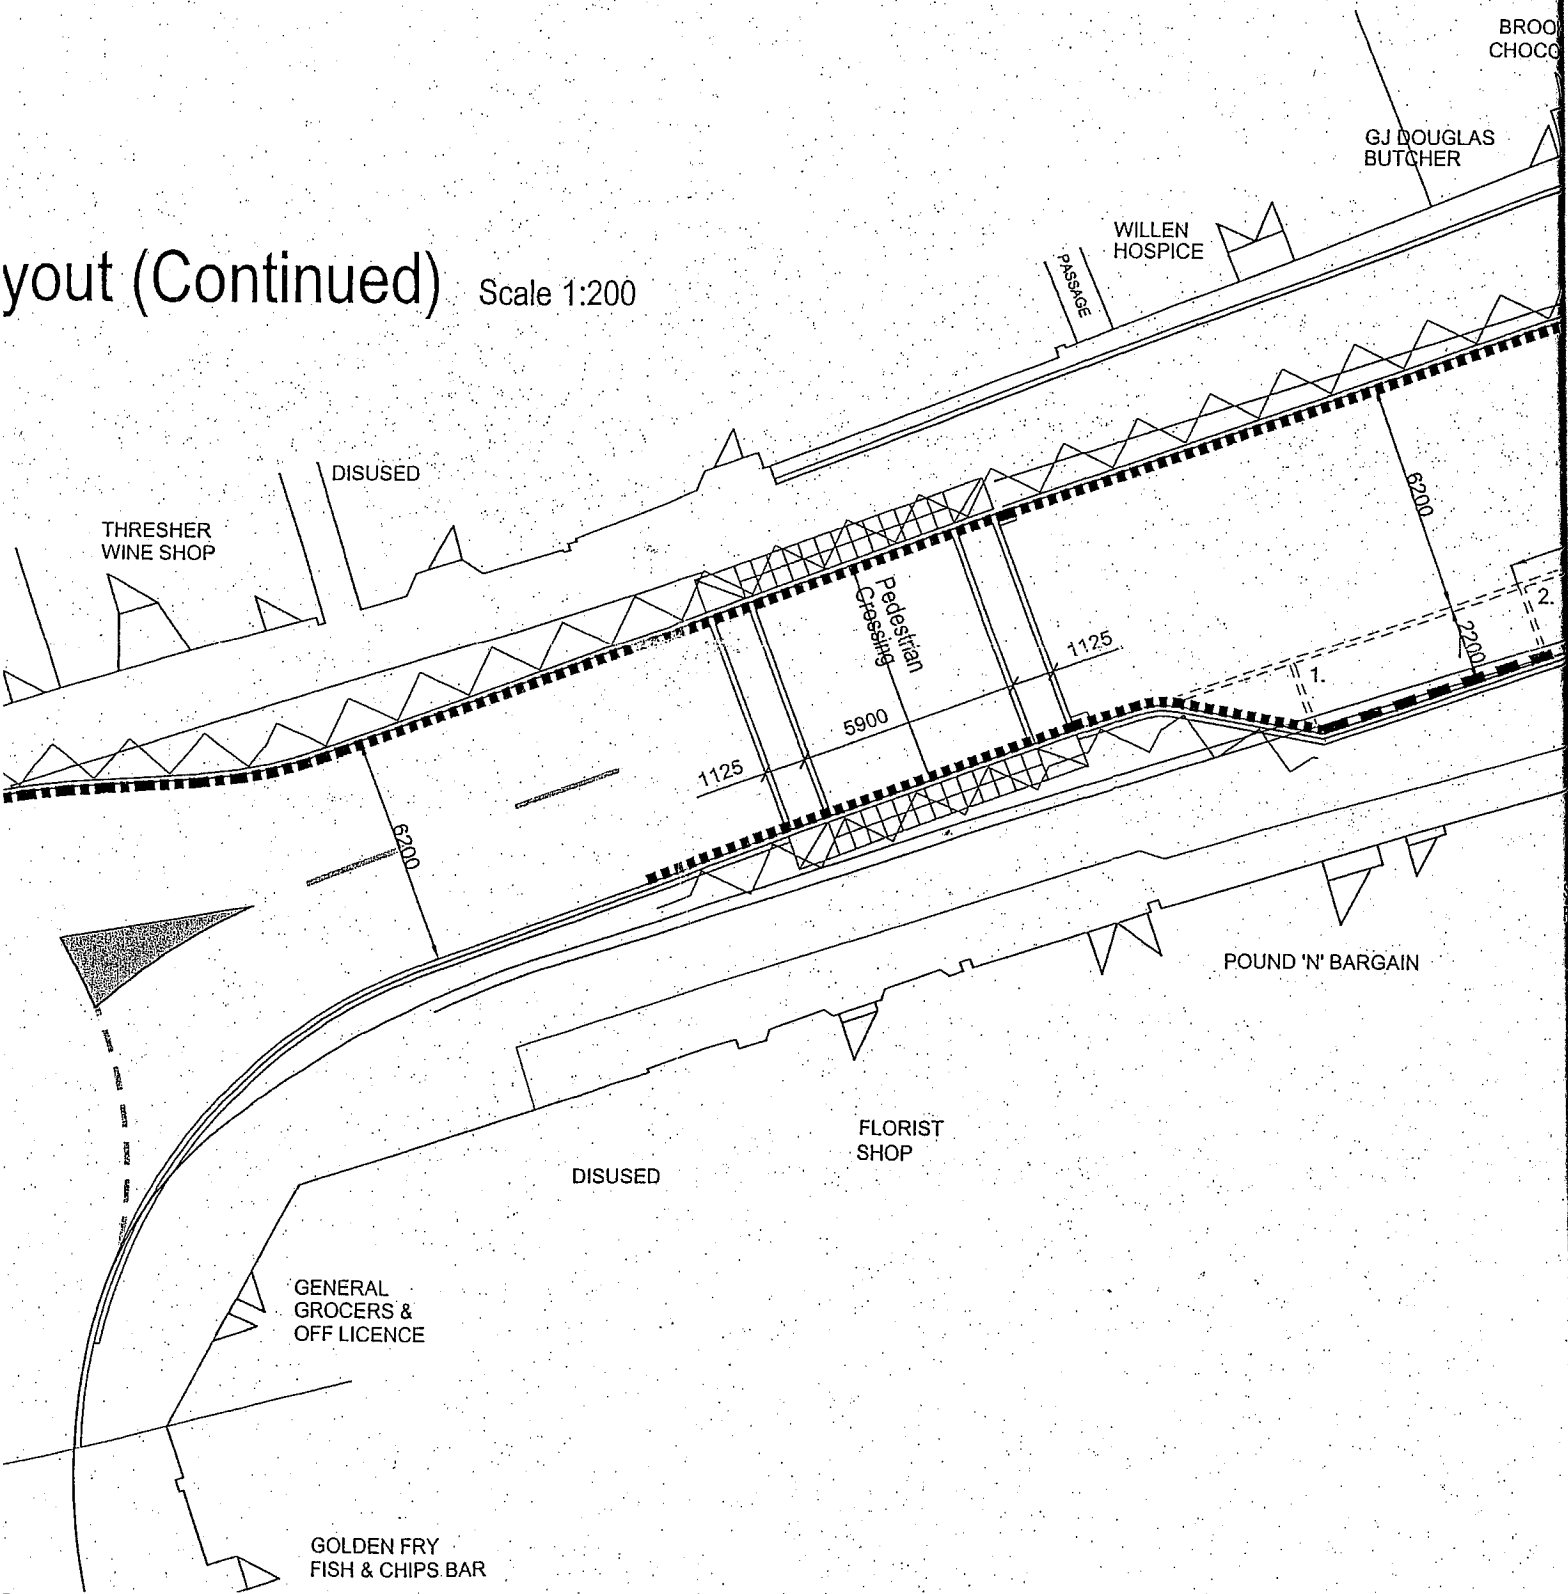 BROO
CHOCO
GJ DOUGLAS
BUTCHER
WILLEN
HOSPICE
PASSAGE
yout (Continued) Scale 1:200
DISUSED
THRESHER
WINE SHOP
6200
2.
Pedestrian
Crossing
1125
2200
1.
5900
1125
6200
POUND 'N' BARGAIN
FLORIST
SHOP
DISUSED
GENERAL
GROCERS &
OFF LICENCE
GOLDEN FRY
FISH & CHIPS BAR